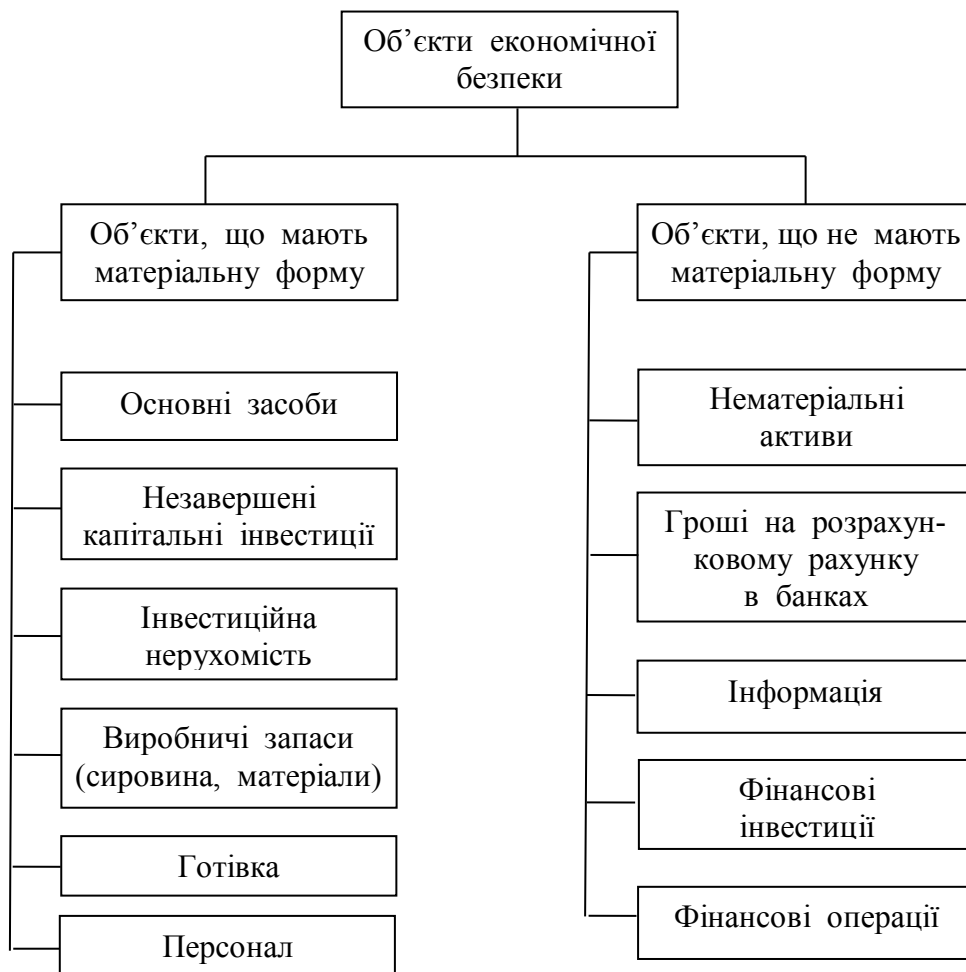 Об’єкти економічної
безпеки
Об’єкти, що мають
матеріальну форму
Основні засоби
Незавершені
капітальні інвестиції
Інвестиційна
нерухомість
Виробничі запаси
(сировина, матеріали)
Готівка
Персонал
Об’єкти, що не мають
матеріальну форму
Нематеріальні
активи
Гроші на розрахун-
ковому рахунку
в банках
Інформація
Фінансові
інвестиції
Фінансові операції